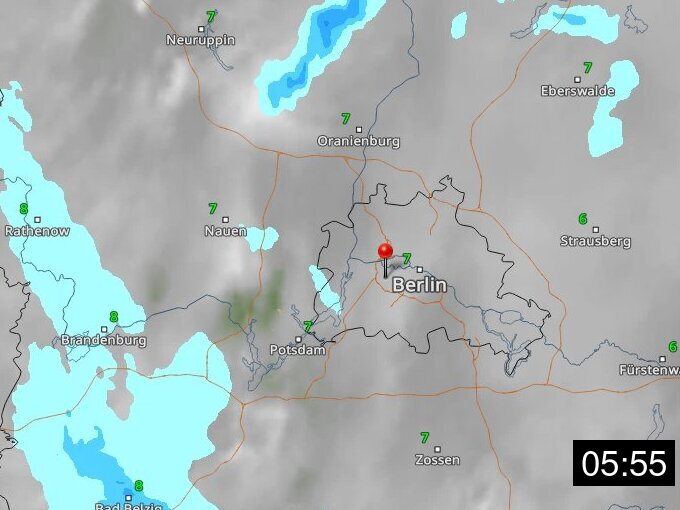 7
Neuruppin
7
Eberswalde
7
Oranienburg
8
Rathenow
7
Nauen
6
Strausberg
7
Berlin
8
Brandenburg
7
Potsdam
6
Fürstenwa
7
Zossen
05:55
8
Bad Belzig